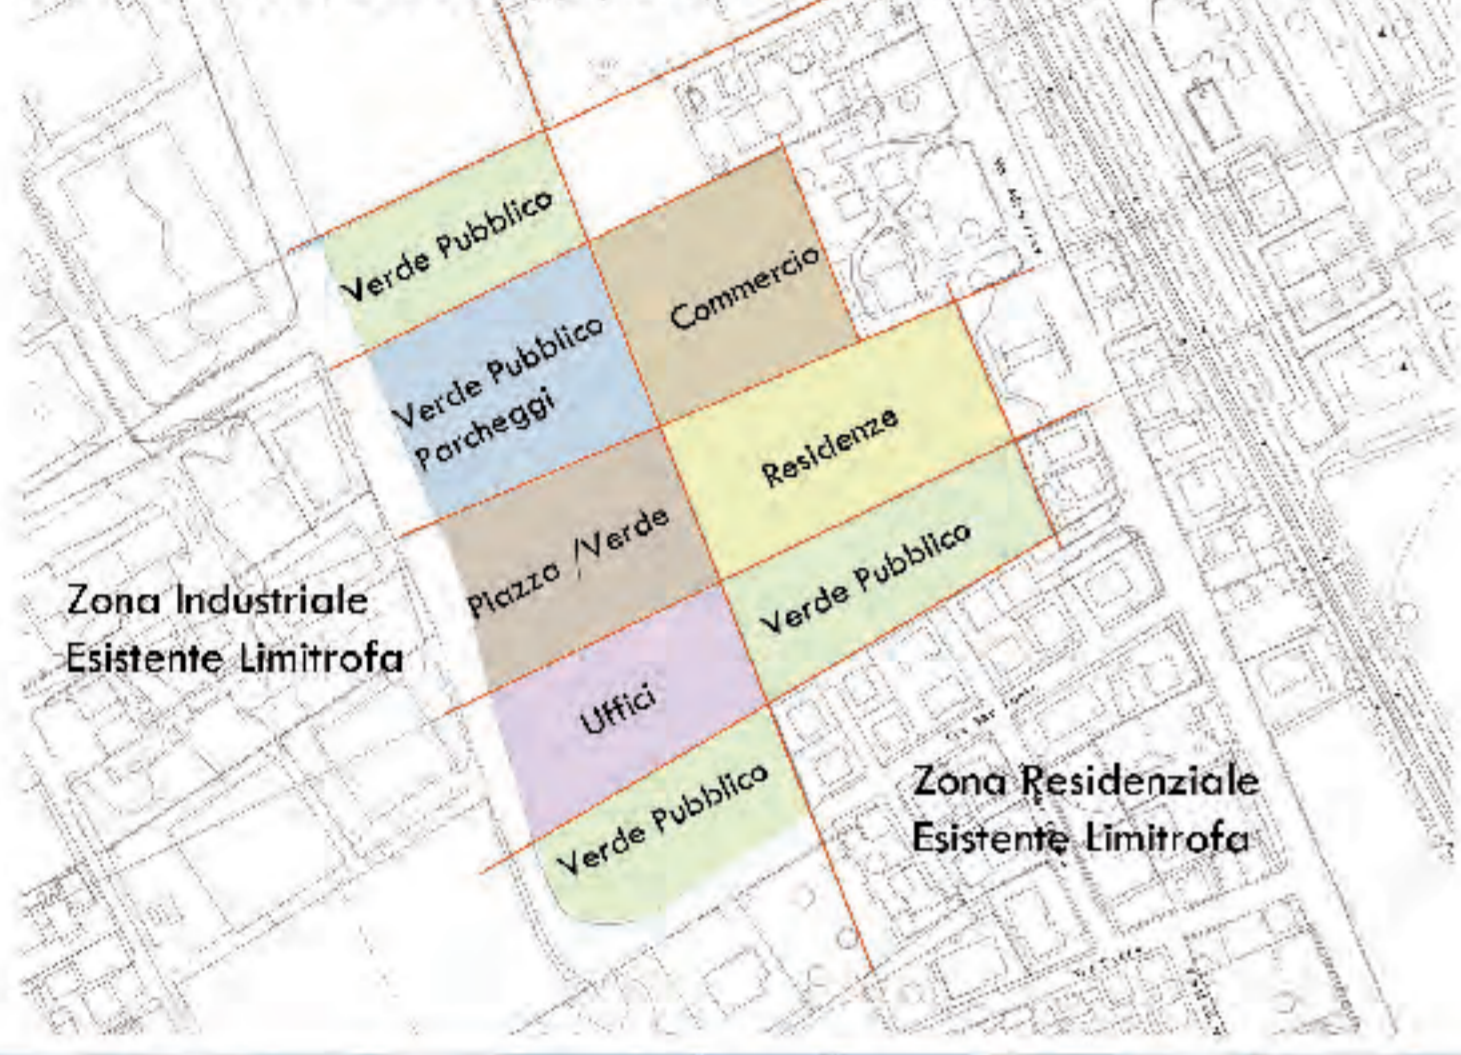 Verde Pubblico
Commercio
Verde Pubblico
Parcheggi
Residenze
Piazza /Verde
Verde Pubblico
Zona Industriale
Esistente Limitrofa
Uffici
Verde Pubblico
Zona Residenziale
Esistente Limitrofa